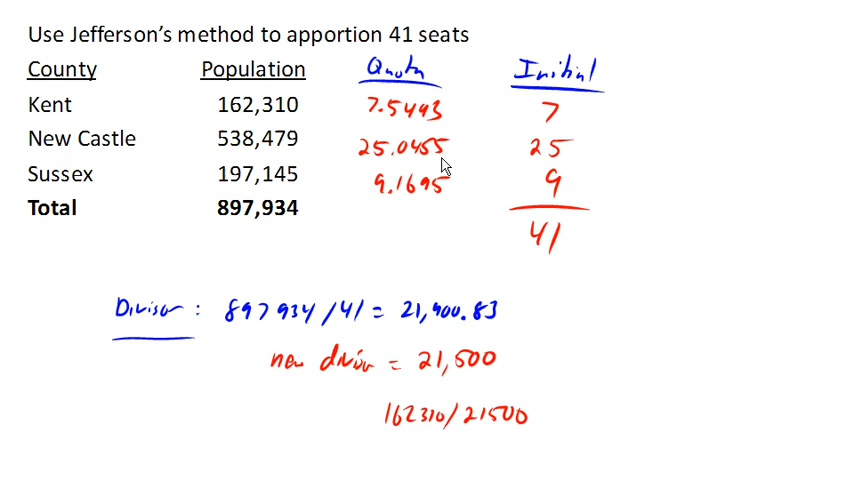 Use Jefferson's method to apportion 41 seats
County Population Quota Initial
Kent 162,310 7.5493 7
New Castle 538,479 25.0455 25
Sussex 197,145 9.1695 9
Total 897,934 41
Divisor : 897934/41 = 21,900.83
new divisor = 21,500
162310/21500